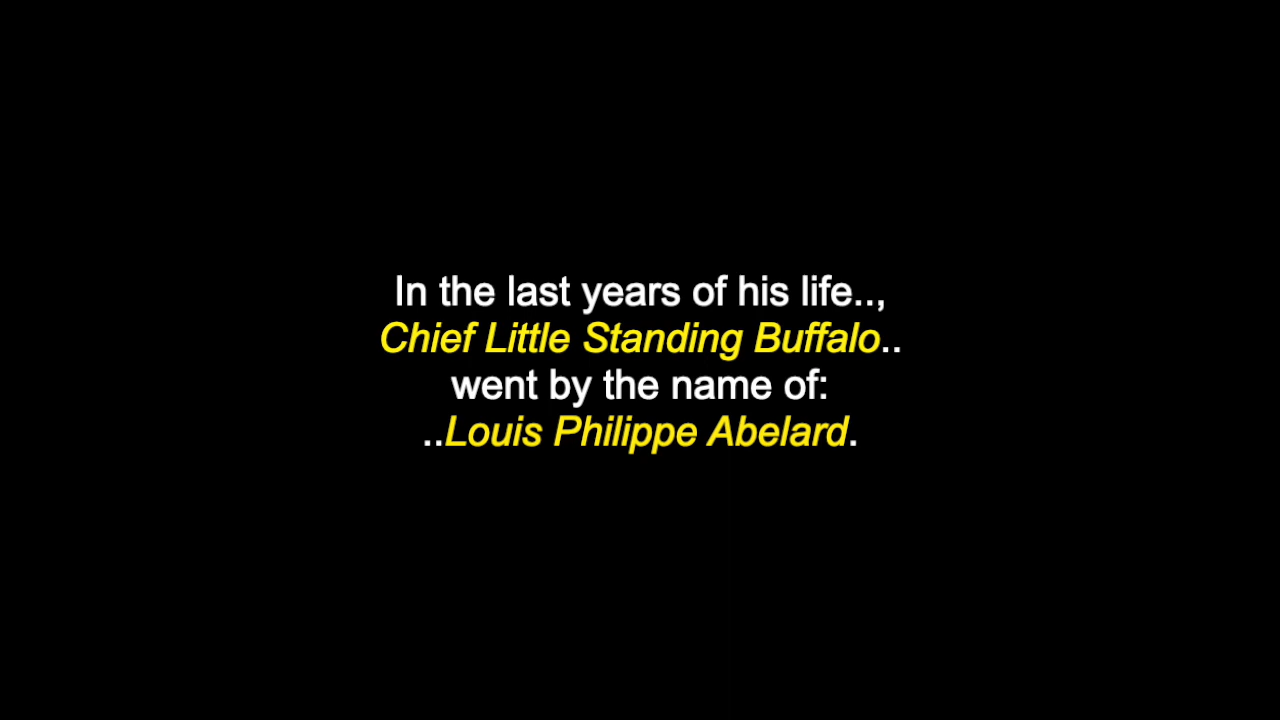 In the last years of his life..,
Chief Little Standing Buffalo..
went by the name of:
..Louis Philippe Abelard.